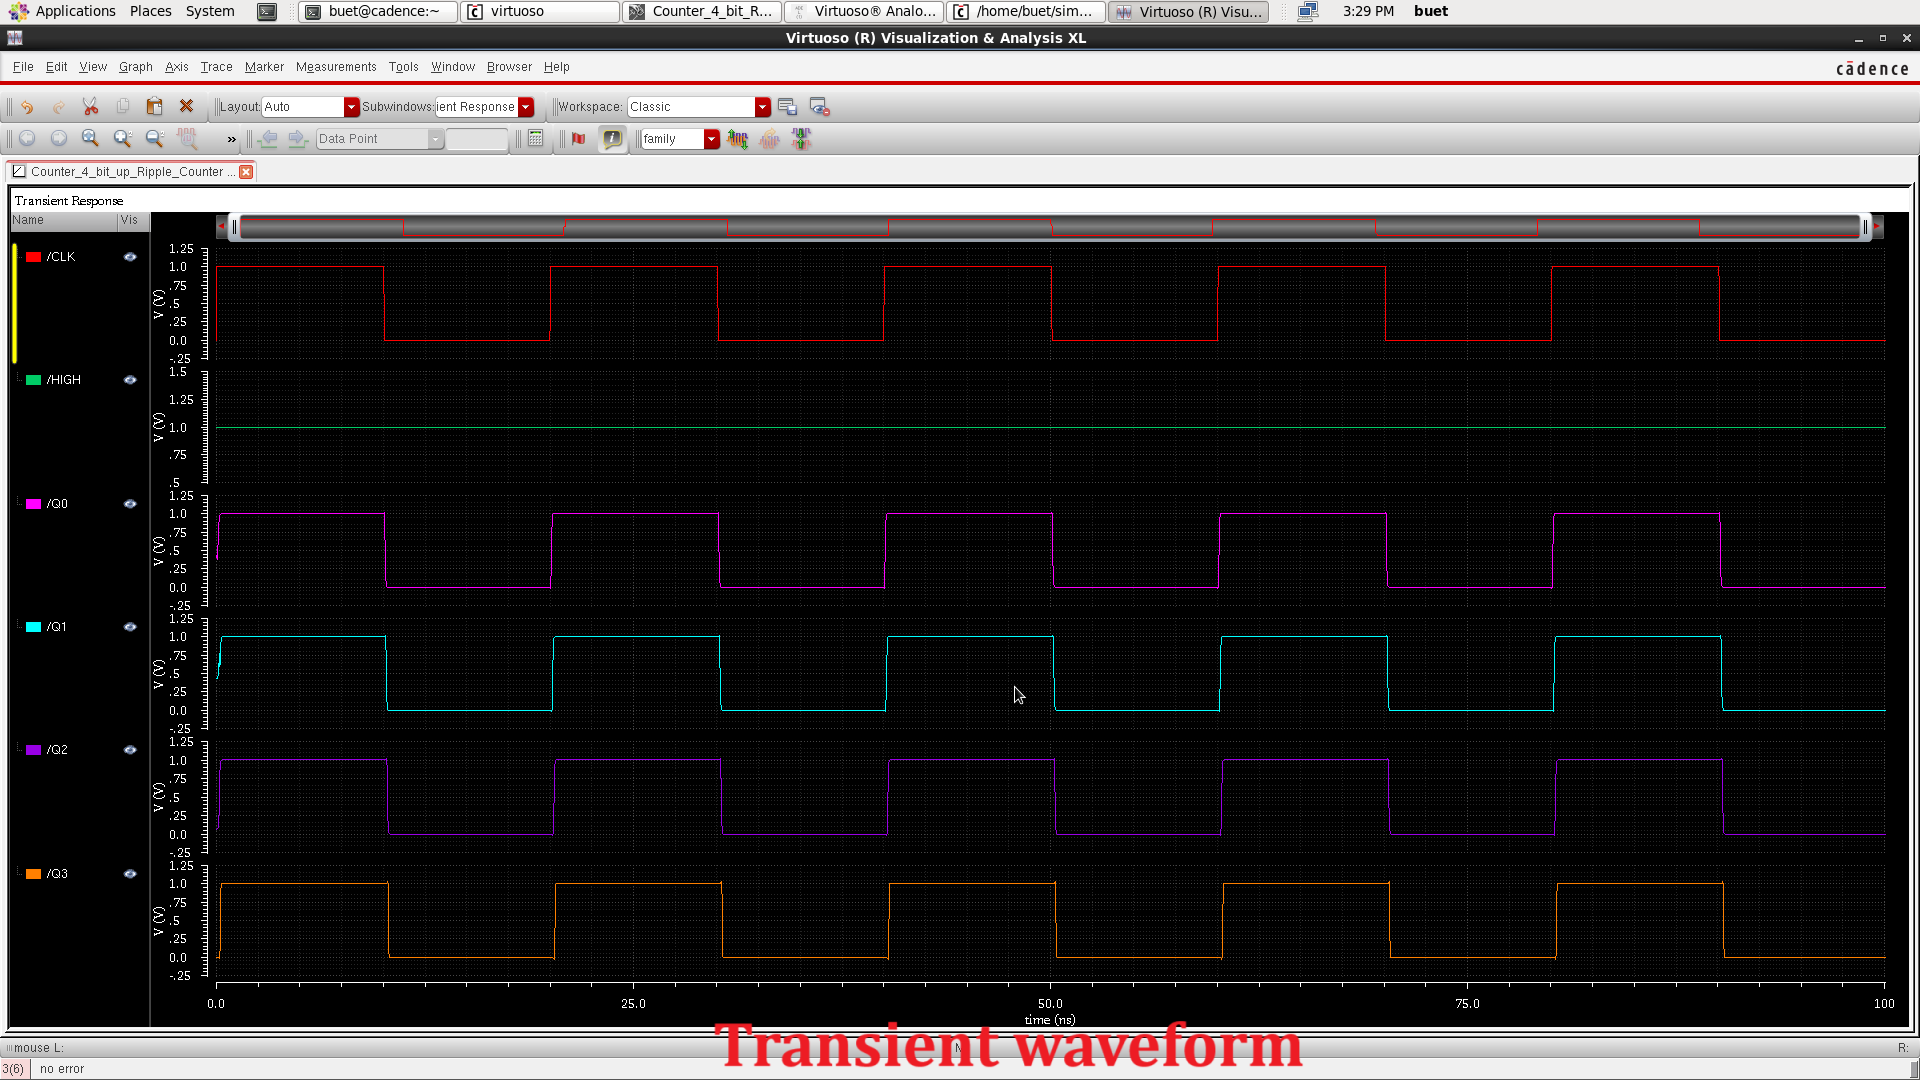 Applications Places System buet@cadence:~ virtuoso Counter_4_bit_R... Virtuoso® Analo... /home/buet/sim... Virtuoso (R) Visu... 3:29 PM buet
Virtuoso (R) Visualization & Analysis XL
File Edit View Graph Axis Trace Marker Measurements Tools Window Browser Help cādence
Layout: Auto Subwindows: ient Response Workspace: Classic
» Data Point family
Counter_4_bit_up_Ripple_Counter ...
Transient Response
Name Vis
/CLK
V (V)
1.25
1.0
.75
.5
.25
0.0
-.25
/HIGH
V (V)
1.5
1.25
1.0
.75
.5
/Q0
V (V)
1.25
1.0
.75
.5
.25
0.0
-.25
/Q1
V (V)
1.25
1.0
.75
.5
.25
0.0
-.25
/Q2
V (V)
1.25
1.0
.75
.5
.25
0.0
-.25
/Q3
V (V)
1.25
1.0
.75
.5
.25
0.0
-.25
0.0 25.0 50.0 75.0 100
time (ns)
Transient waveform
mouse L: R:
3(6) no error